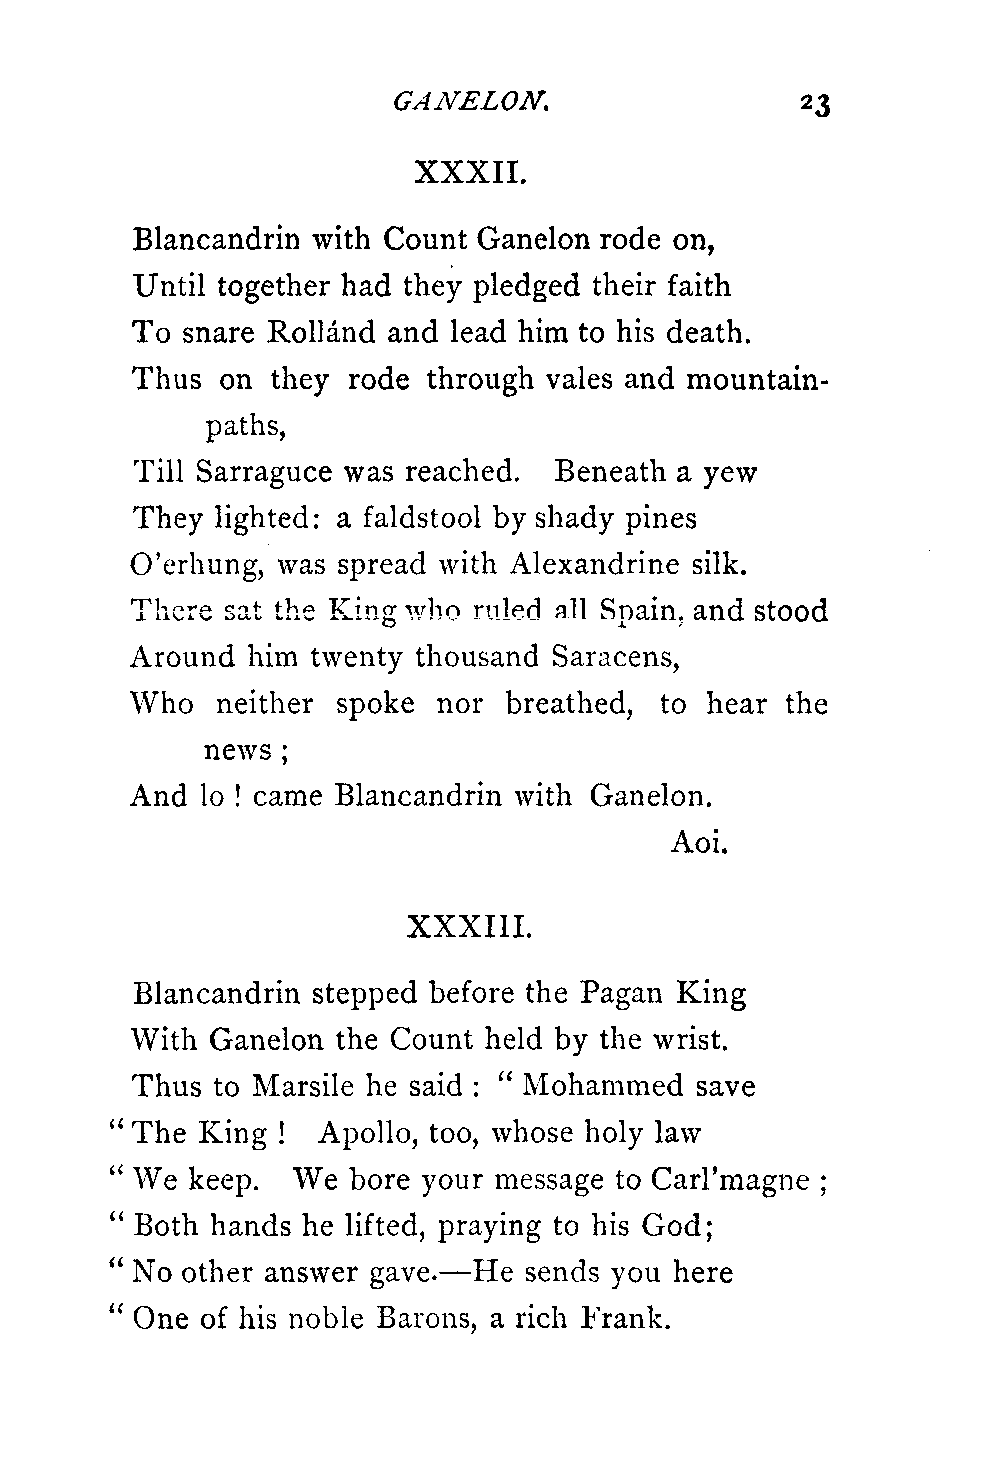 GANELON. 23
XXXII.
Blancandrin with Count Ganelon rode on,
Until together had they pledged their faith
To snare Rollánd and lead him to his death.
Thus on they rode through vales and mountain-
paths,
Till Sarraguce was reached. Beneath a yew
They lighted: a faldstool by shady pines
O'erhung, was spread with Alexandrine silk.
There sat the King who ruled all Spain, and stood
Around him twenty thousand Saracens,
Who neither spoke nor breathed, to hear the
news ;
And lo ! came Blancandrin with Ganelon.
Aoi.
XXXIII.
Blancandrin stepped before the Pagan King
With Ganelon the Count held by the wrist.
Thus to Marsile he said : “ Mohammed save
“ The King ! Apollo, too, whose holy law
“ We keep. We bore your message to Carl'magne ;
“ Both hands he lifted, praying to his God;
“ No other answer gave.—He sends you here
“ One of his noble Barons, a rich Frank.